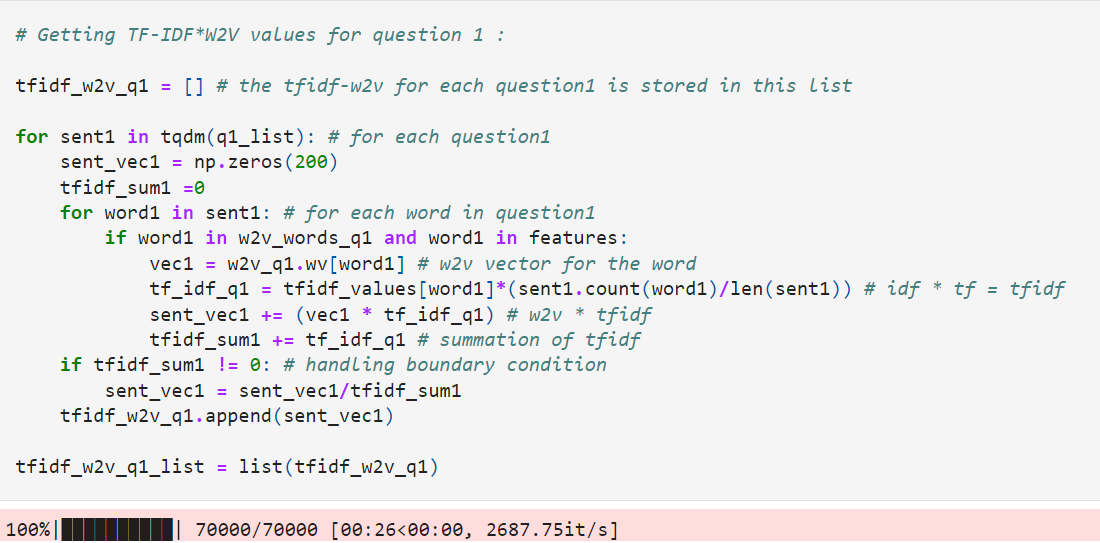 # Getting TF-IDF*W2V values for question 1 :
tfidf_w2v_q1 = [] # the tfidf-w2v for each question1 is stored in this list
for sent1 in tqdm(q1_list): # for each question1
    sent_vec1 = np.zeros(200)
    tfidf_sum1 =0
    for word1 in sent1: # for each word in question1
        if word1 in w2v_words_q1 and word1 in features:
            vec1 = w2v_q1.wv[word1] # w2v vector for the word
            tf_idf_q1 = tfidf_values[word1]*(sent1.count(word1)/len(sent1)) # idf * tf = tfidf
            sent_vec1 += (vec1 * tf_idf_q1) # w2v * tfidf
            tfidf_sum1 += tf_idf_q1 # summation of tfidf
    if tfidf_sum1 != 0: # handling boundary condition
        sent_vec1 = sent_vec1/tfidf_sum1
    tfidf_w2v_q1.append(sent_vec1)
tfidf_w2v_q1_list = list(tfidf_w2v_q1)
100%|██████████| 70000/70000 [00:26<00:00, 2687.75it/s]